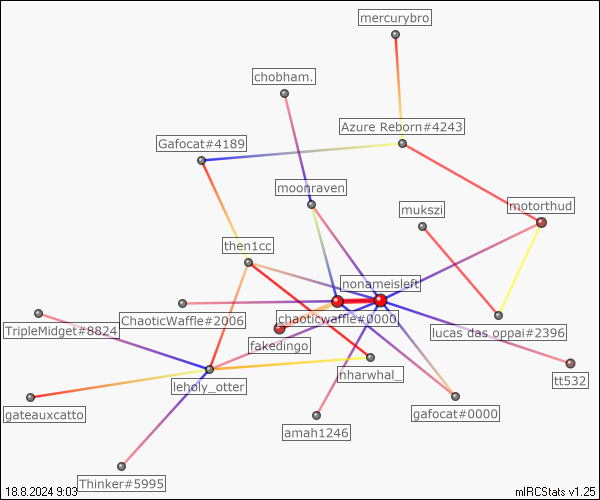 mercurybro
chobham.
Azure Reborn#4243
Gafocat#4189
moonraven
mukszi
motorthud
then1cc
nonameisleft
chaoticwaffle#0000
ChaoticWaffle#2006
TripleMidget#8824
lucas das oppai#2396
fakedingo
jnharwhal_
tt532
leholy_otter
gateauxcatto
gafocat#0000
amah1246
Thinker#5995
18.8.2024 9:03
mIRCStats v1.25